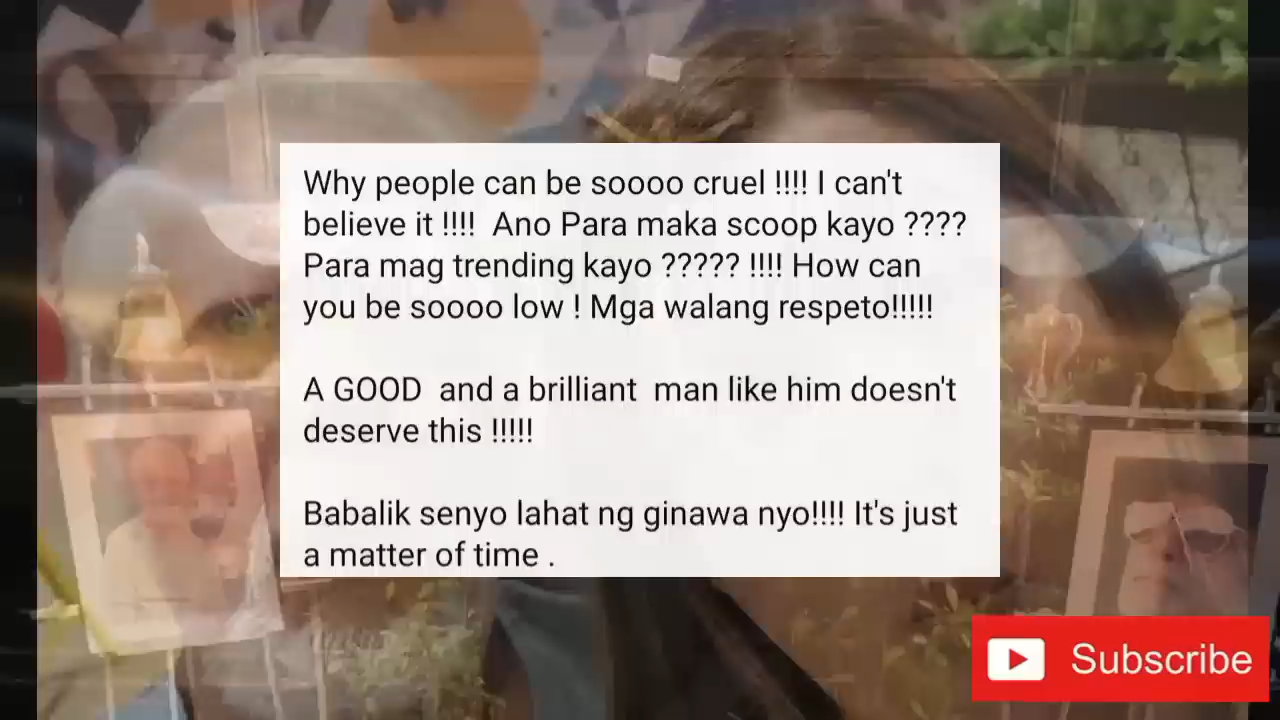 Why people can be soooo cruel !!!! I can't
believe it !!!!  Ano Para maka scoop kayo ????
Para mag trending kayo ????? !!!! How can
you be soooo low ! Mga walang respeto!!!!!
A GOOD  and a brilliant  man like him doesn't
deserve this !!!!!
Babalik senyo lahat ng ginawa nyo!!!! It's just
a matter of time .
Subscribe